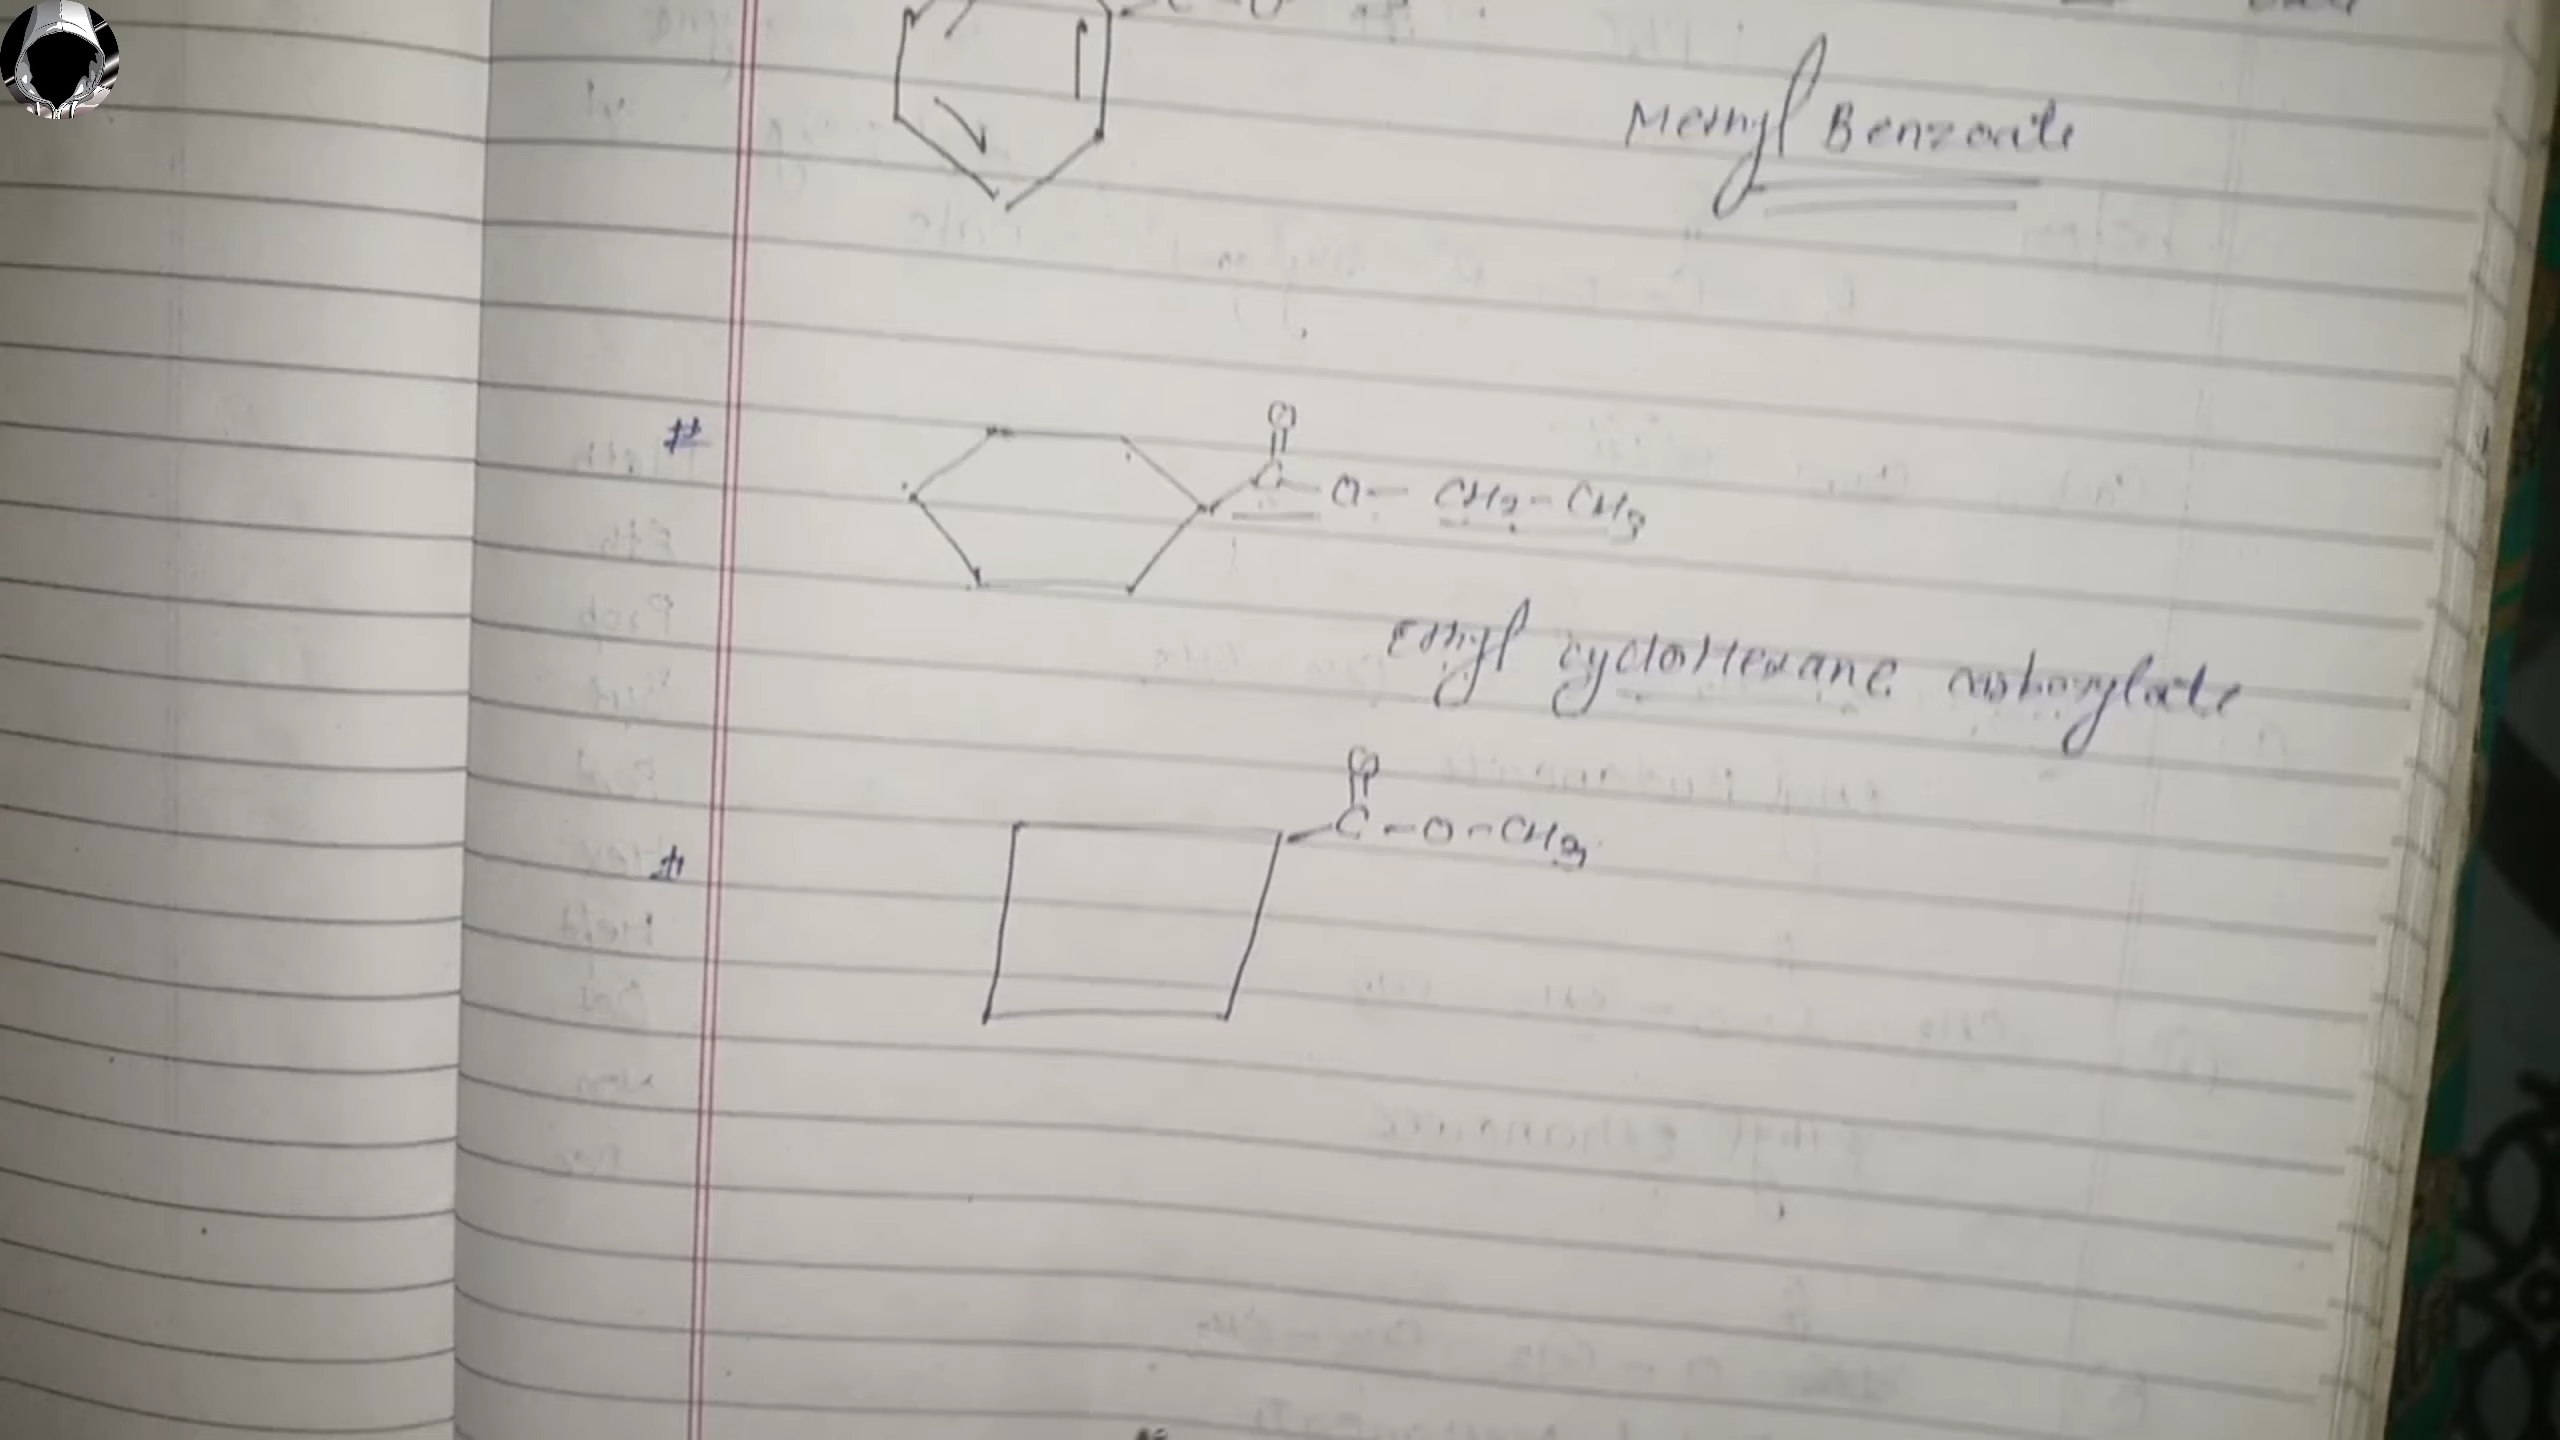 C-O
Methyl Benzoate
#
O
C-O-CH2-CH3
Ethyl cycloHexane carboxylate
O
#
C-O-CH3